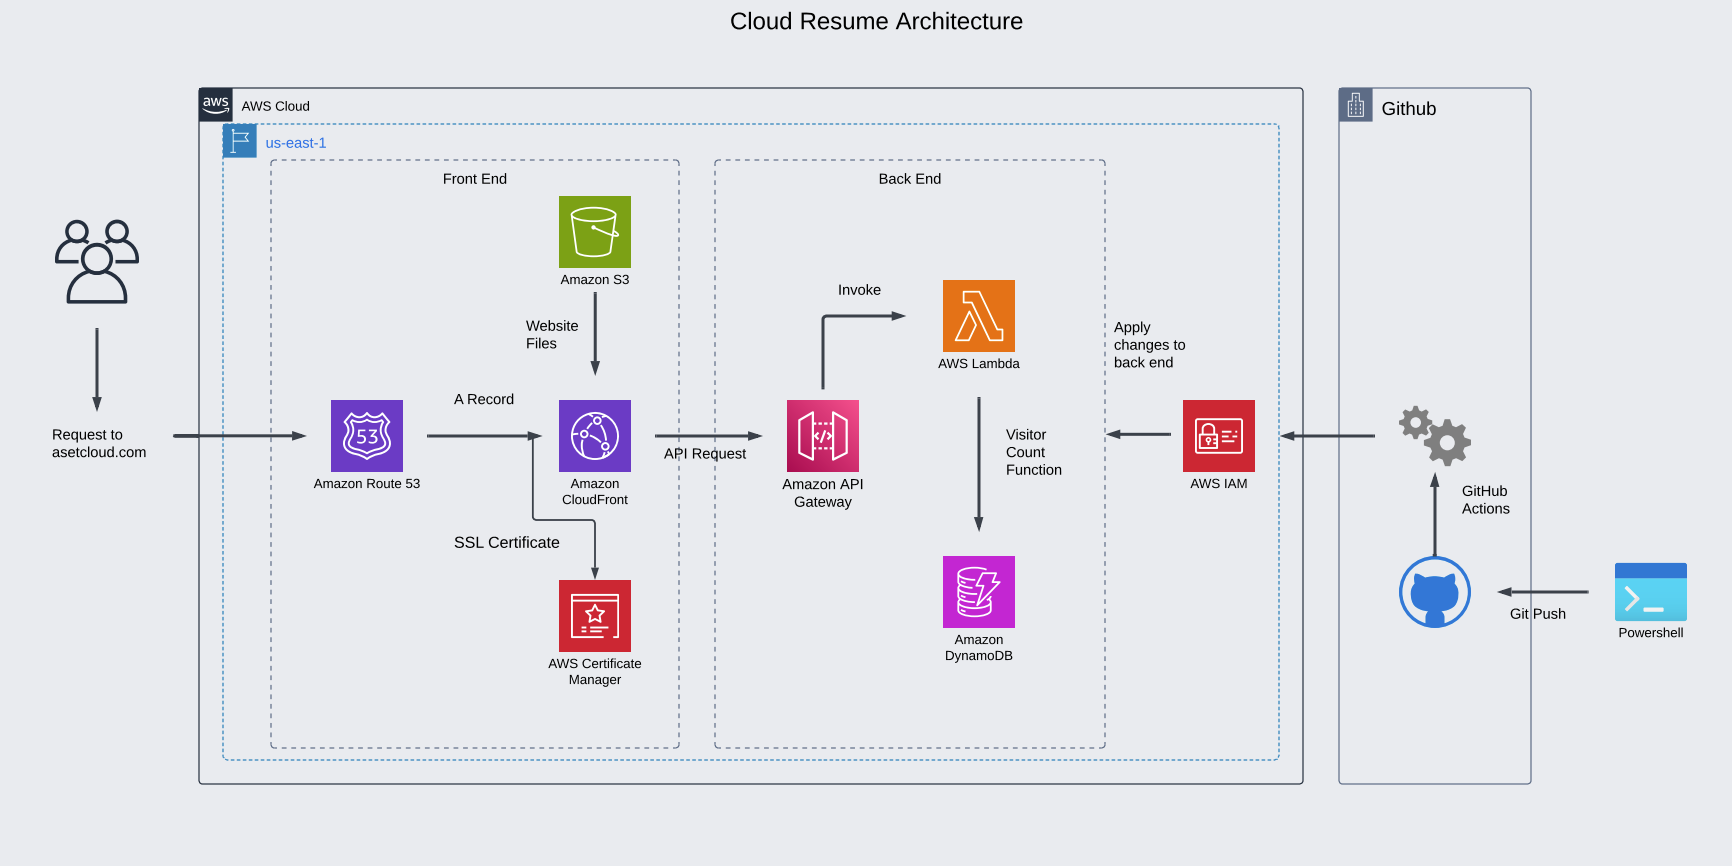 Cloud Resume Architecture
aws
AWS Cloud
Github
us-east-1
Front End
Back End
Amazon S3
Website
Files
Invoke
AWS Lambda
Apply
changes to
back end
Request to
asetcloud.com
53
Amazon Route 53
A Record
Amazon
CloudFront
API Request
</>
Amazon API
Gateway
Visitor
Count
Function
AWS IAM
GitHub
Actions
SSL Certificate
AWS Certificate
Manager
Amazon
DynamoDB
Git Push
Powershell